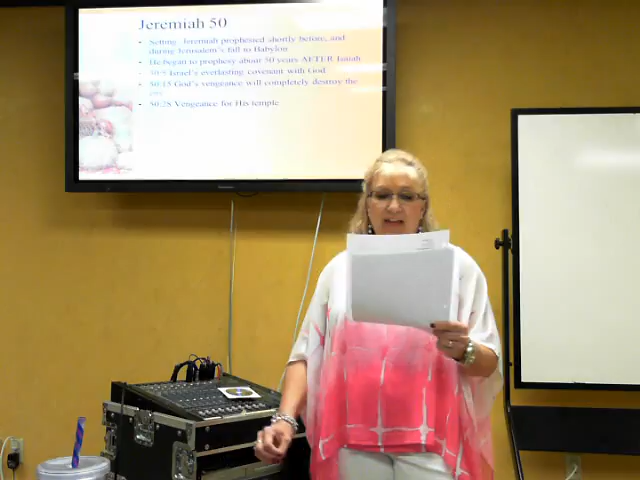 Jeremiah 50
- Setting: Jeremiah prophesied shortly before, and
during Jerusalem's fall to Babylon
- He began to prophesy about 50 years AFTER Isaiah
- 50:5 Israel's everlasting covenant with God
- 50:15 God's vengeance will completely destroy the
city
- 50:28 Vengeance for His temple